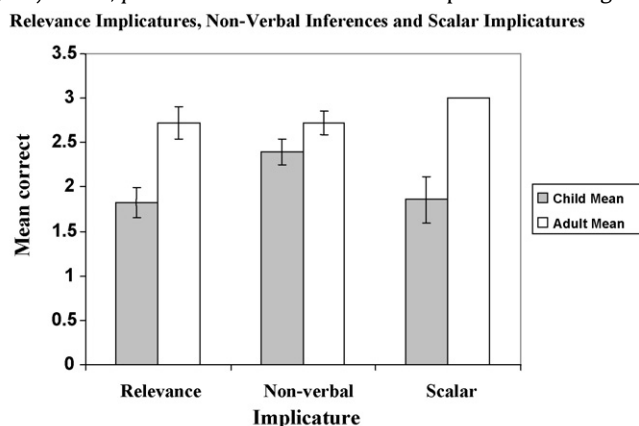 Relevance Implicatures, Non-Verbal Inferences and Scalar Implicatures
3.5
3
2.5
2
1.5
1
0.5
0
Mean correct
Child Mean
Adult Mean
Relevance Non-verbal Scalar
Implicature